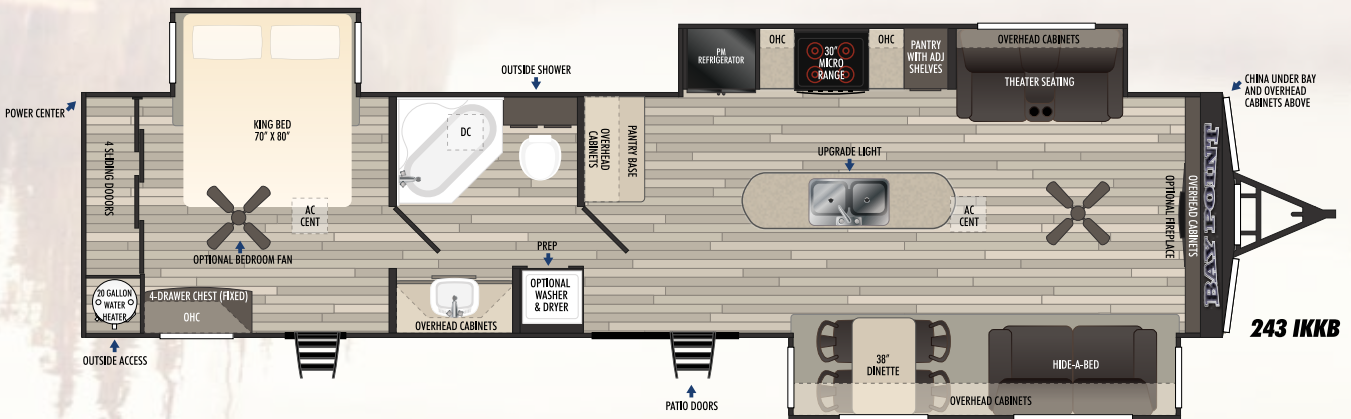 POWER CENTER
4 SLIDING DOORS
20 GALLON
WATER
HEATER
OUTSIDE ACCESS
KING BED
70" X 80"
AC
CENT
OPTIONAL BEDROOM FAN
4-DRAWER CHEST (FIXED)
OHC
OUTSIDE SHOWER
DC
OVERHEAD
CABINETS
PANTRY BASE
PREP
OPTIONAL
WASHER
& DRYER
OVERHEAD CABINETS
PM
REFRIGERATOR
OHC
30"
MICRO
RANGE
OHC
PANTRY
WITH ADJ
SHELVES
OVERHEAD CABINETS
THEATER SEATING
UPGRADE LIGHT
AC
CENT
OPTIONAL FIREPLACE
OVERHEAD CABINETS
BAY POINT
CHINA UNDER BAY
AND OVERHEAD
CABINETS ABOVE
PATIO DOORS
38"
DINETTE
HIDE-A-BED
OVERHEAD CABINETS
243 IKKB